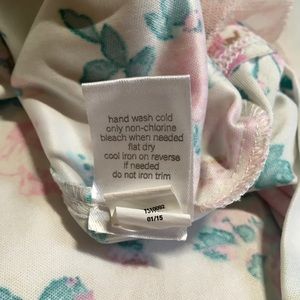 hand wash cold
only non-chlorine
bleach when needed
flat dry
cool iron on reverse
if needed
do not iron trim
01/15